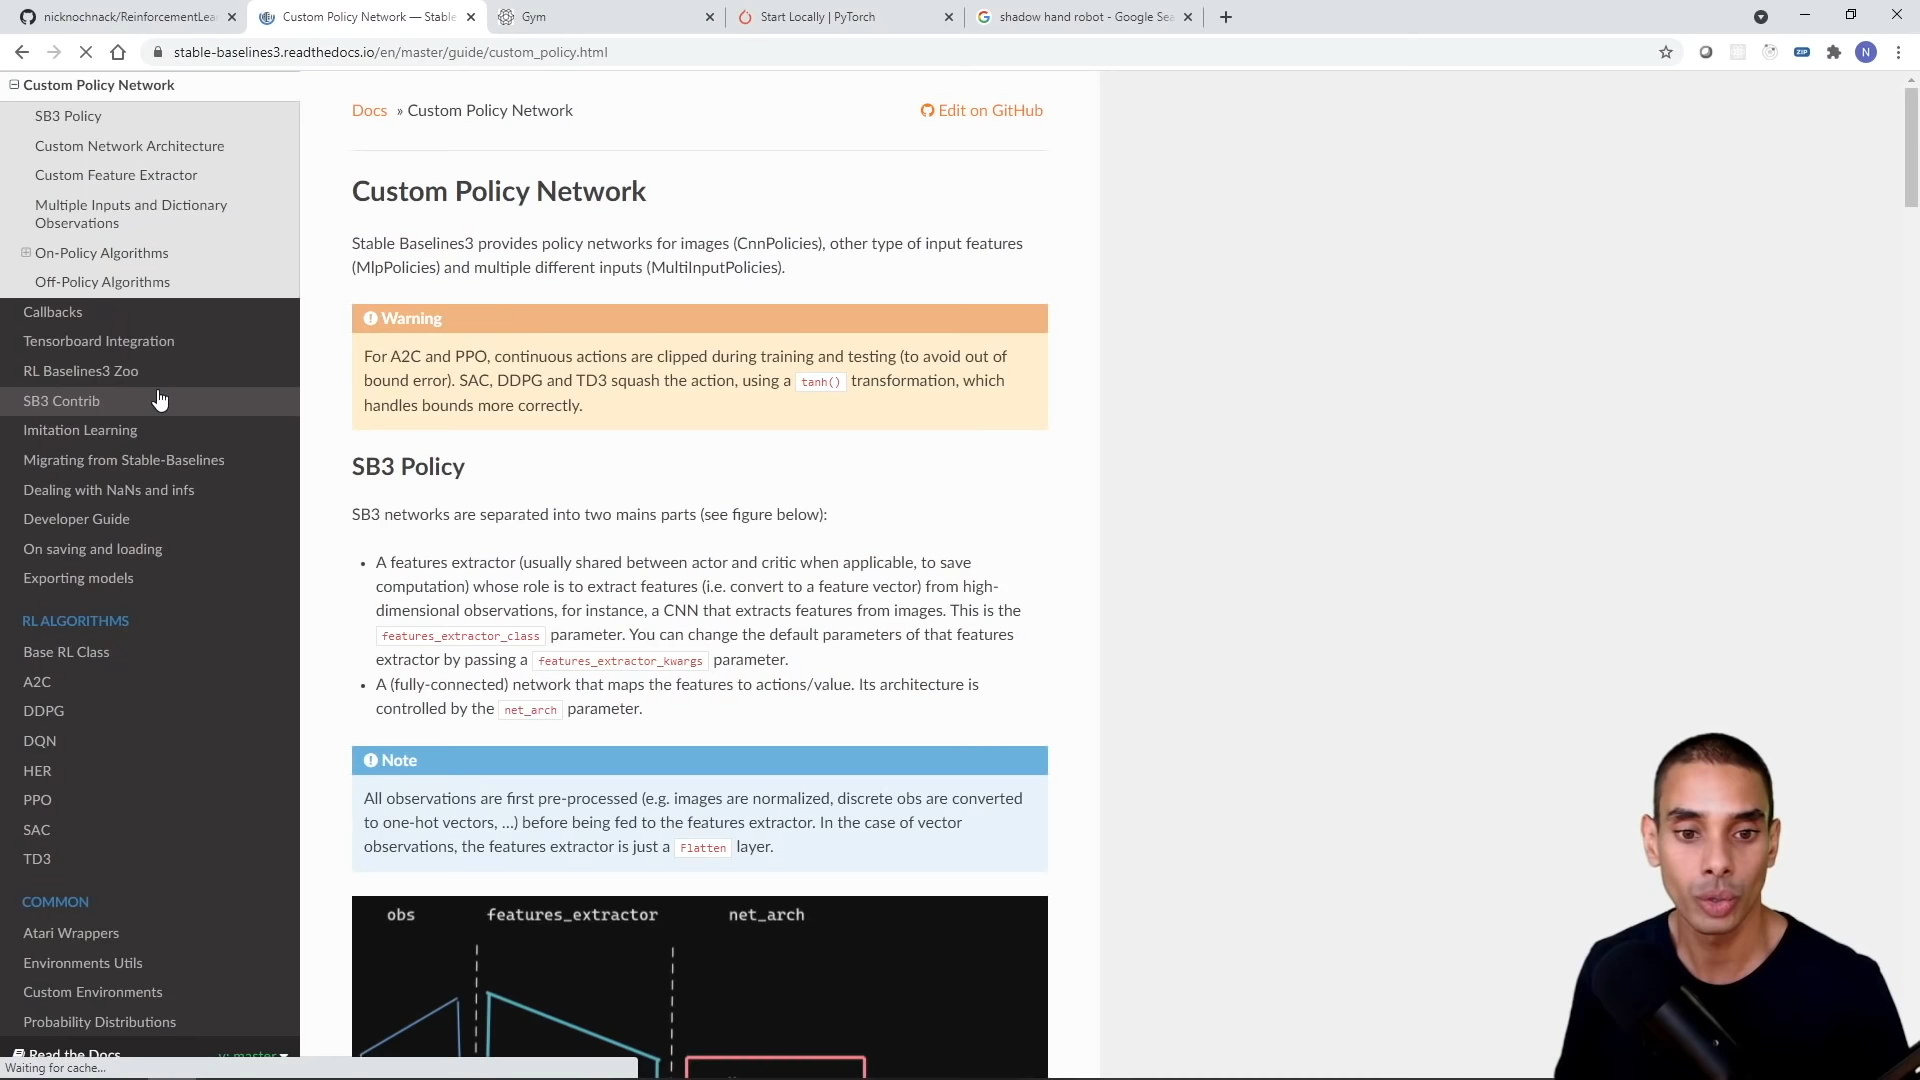 nicknochnack/ReinforcementLear
Custom Policy Network — Stable
Gym
Start Locally | PyTorch
shadow hand robot - Google Sea
stable-baselines3.readthedocs.io/en/master/guide/custom_policy.html
ZIP
N
Custom Policy Network
SB3 Policy
Custom Network Architecture
Custom Feature Extractor
Multiple Inputs and Dictionary
Observations
On-Policy Algorithms
Off-Policy Algorithms
Callbacks
Tensorboard Integration
RL Baselines3 Zoo
SB3 Contrib
Imitation Learning
Migrating from Stable-Baselines
Dealing with NaNs and infs
Developer Guide
On saving and loading
Exporting models
RL ALGORITHMS
Base RL Class
A2C
DDPG
DQN
HER
PPO
SAC
TD3
COMMON
Atari Wrappers
Environments Utils
Custom Environments
Probability Distributions
Read the Docs v: master
Waiting for cache...
Docs » Custom Policy Network
Edit on GitHub
Custom Policy Network
Stable Baselines3 provides policy networks for images (CnnPolicies), other type of input features
(MlpPolicies) and multiple different inputs (MultiInputPolicies).
Warning
For A2C and PPO, continuous actions are clipped during training and testing (to avoid out of
bound error). SAC, DDPG and TD3 squash the action, using a tanh() transformation, which
handles bounds more correctly.
SB3 Policy
SB3 networks are separated into two mains parts (see figure below):
• A features extractor (usually shared between actor and critic when applicable, to save
computation) whose role is to extract features (i.e. convert to a feature vector) from high-
dimensional observations, for instance, a CNN that extracts features from images. This is the
features_extractor_class parameter. You can change the default parameters of that features
extractor by passing a features_extractor_kwargs parameter.
• A (fully-connected) network that maps the features to actions/value. Its architecture is
controlled by the net_arch parameter.
Note
All observations are first pre-processed (e.g. images are normalized, discrete obs are converted
to one-hot vectors, …) before being fed to the features extractor. In the case of vector
observations, the features extractor is just a Flatten layer.
obs features_extractor net_arch